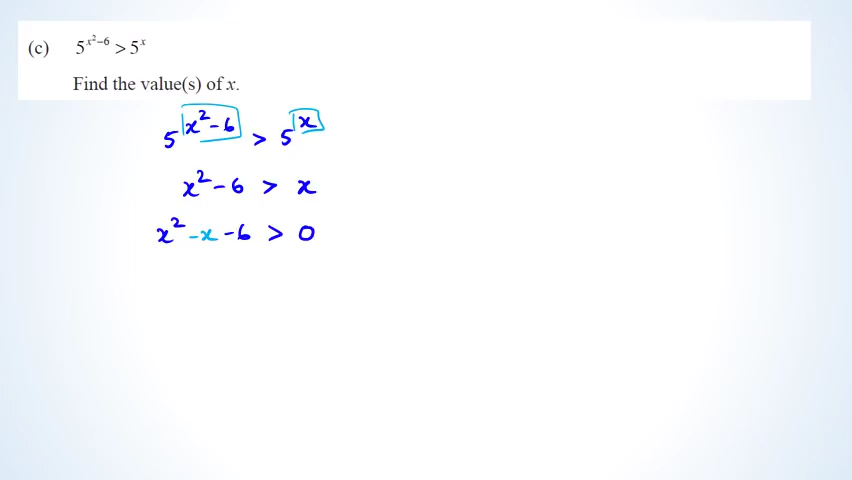 (c) 5^{x²−6} > 5^x
Find the value(s) of x.
5^{x²−6} > 5^x
x² − 6 > x
x² − x − 6 > 0